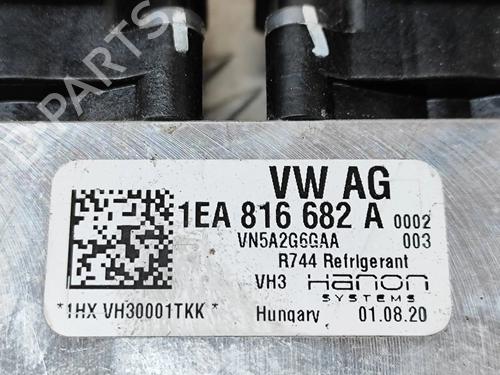 B-PARTS
VW AG
1EA 816 682 A 0002
VN5A2G6GAA 003
R744 Refrigerant
VH3 Hanon
SYSTEMS
*1HX VH30001TKK*
Hungary 01.08.20